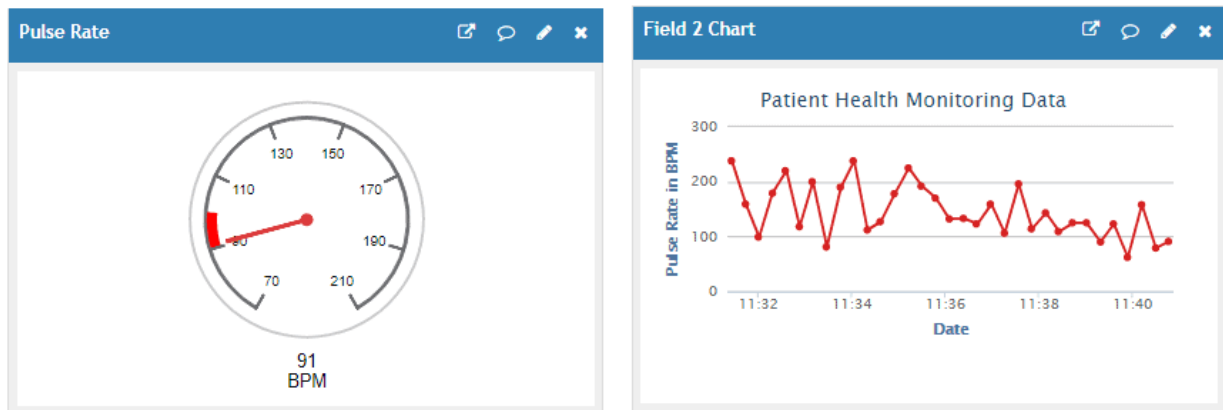 Pulse Rate
130 150
110 170
90 190
70 210
91
BPM
Field 2 Chart
Patient Health Monitoring Data
Pulse Rate in BPM
300
200
100
0
11:32 11:34 11:36 11:38 11:40
Date